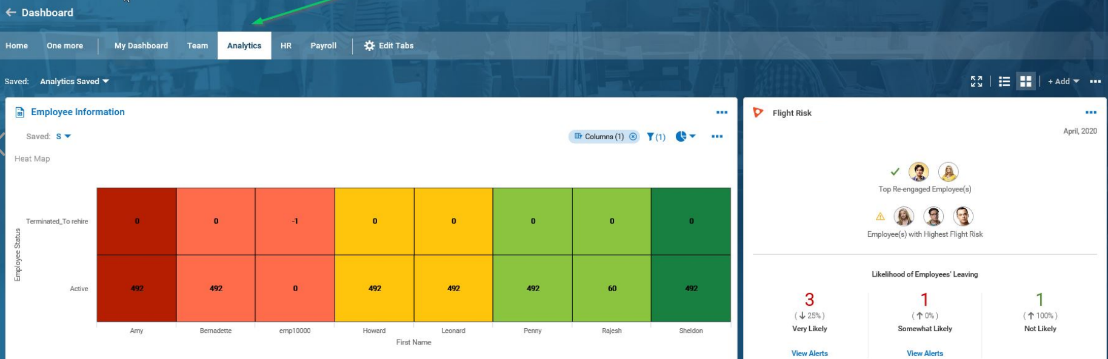 ← Dashboard
Home One more My Dashboard Team Analytics HR Payroll Edit Tabs
Saved: Analytics Saved + Add
Employee Information
Saved: S Columns (1) (1)
Heat Map
Employee Status
Terminated_To rehire 0 0 -1 0 0 0 0 0
Active 492 492 0 492 492 492 60 492
Amy Bernadette emp10000 Howard Leonard Penny Rajesh Sheldon
First Name
Flight Risk
April, 2020
Top Re-engaged Employee(s)
Employee(s) with Highest Flight Risk
Likelihood of Employees' Leaving
3 1 1
(↓ 25%) (↑ 0%) (↑ 100%)
Very Likely Somewhat Likely Not Likely
View Alerts View Alerts